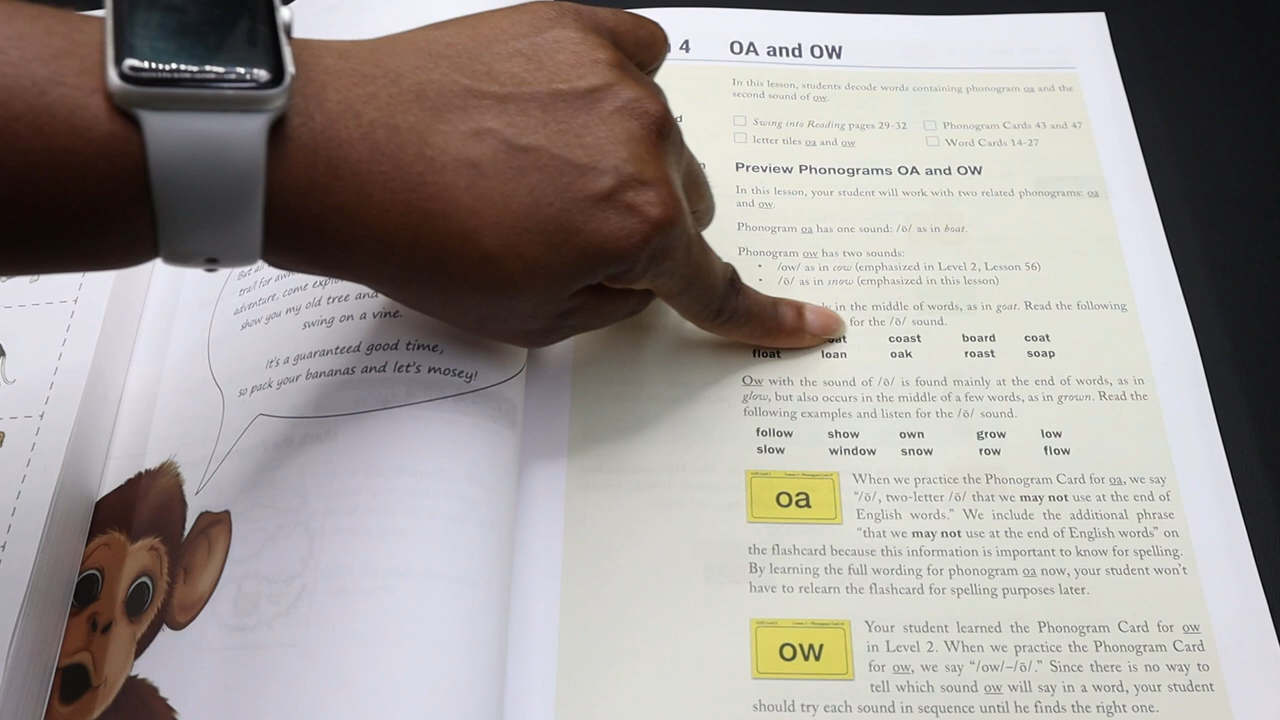 But all
trail for
adventure, come
show you my old tree and
swing on a vine.
It's a guaranteed good time,
so pack your bananas and let's mosey!
4 OA and OW
In this lesson, students decode words containing phonogram oa and the
second sound of ow.
Swing into Reading pages 29-32
Phonogram Cards 43 and 47
letter tiles oa and ow
Word Cards 14-27
Preview Phonograms OA and OW
In this lesson, your student will work with two related phonograms: oa
and ow.
Phonogram oa has one sound: /ō/ as in boat.
Phonogram ow has two sounds:
• /ow/ as in cow (emphasized in Level 2, Lesson 56)
• /ō/ as in snow (emphasized in this lesson)
in the middle of words, as in goat. Read the following
for the /ō/ sound.
coast board coat
float loan oak roast soap
Ow with the sound of /ō/ is found mainly at the end of words, as in
glow, but also occurs in the middle of a few words, as in grown. Read the
following examples and listen for the /ō/ sound.
follow show own grow low
slow window snow row flow
oa
When we practice the Phonogram Card for oa, we say
"/ō/, two-letter /ō/ that we may not use at the end of
English words." We include the additional phrase
"that we may not use at the end of English words" on
the flashcard because this information is important to know for spelling.
By learning the full wording for phonogram oa now, your student won't
have to relearn the flashcard for spelling purposes later.
ow
Your student learned the Phonogram Card for ow
in Level 2. When we practice the Phonogram Card
for ow, we say "/ow/–/ō/." Since there is no way to
tell which sound ow will say in a word, your student
should try each sound in sequence until he finds the right one.